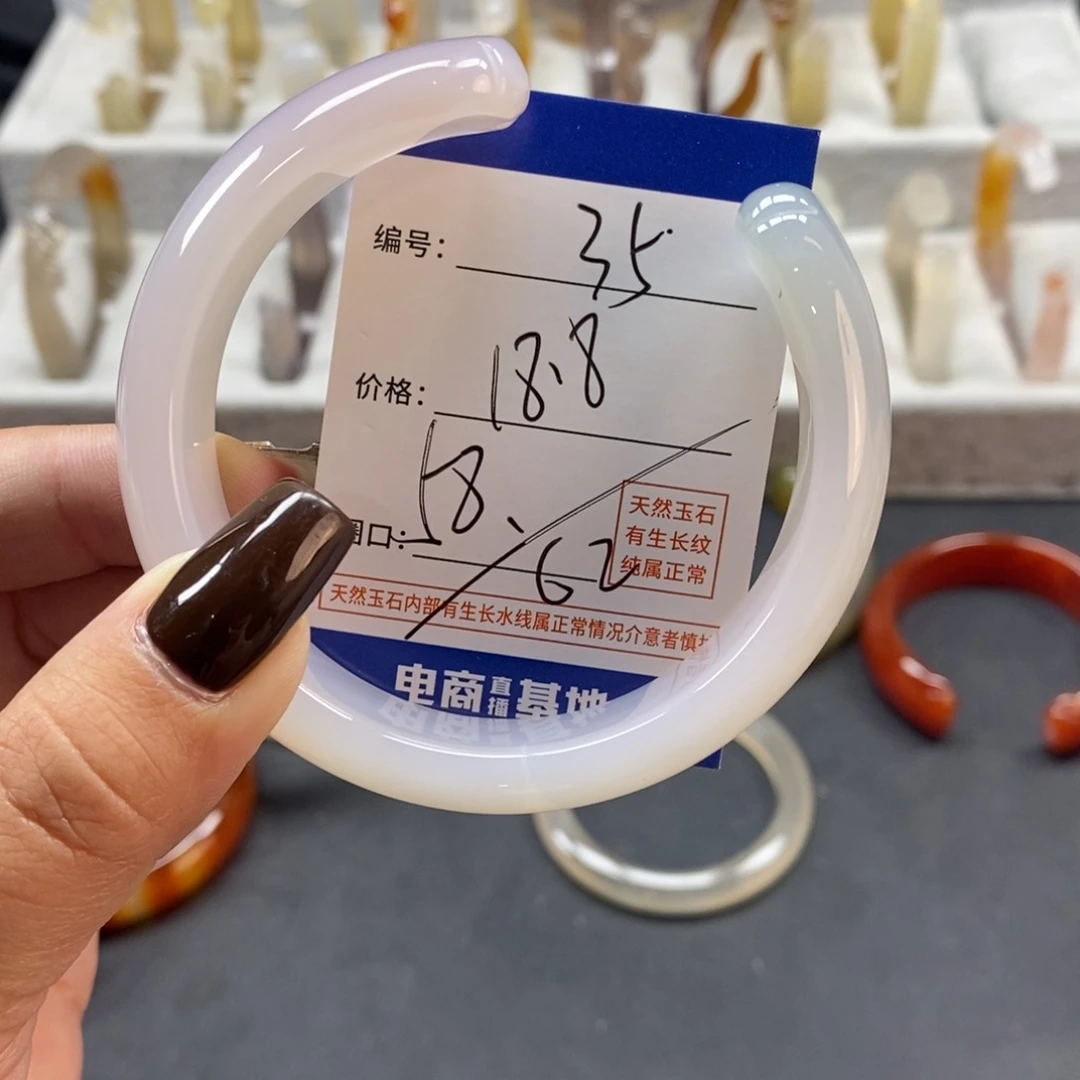 编号: 35.
价格: 18.8
圈口: 58. / 62
天然玉石
有生长纹
纯属正常
天然玉石内部有生长水线属正常情况介意者慎
电商直播基地